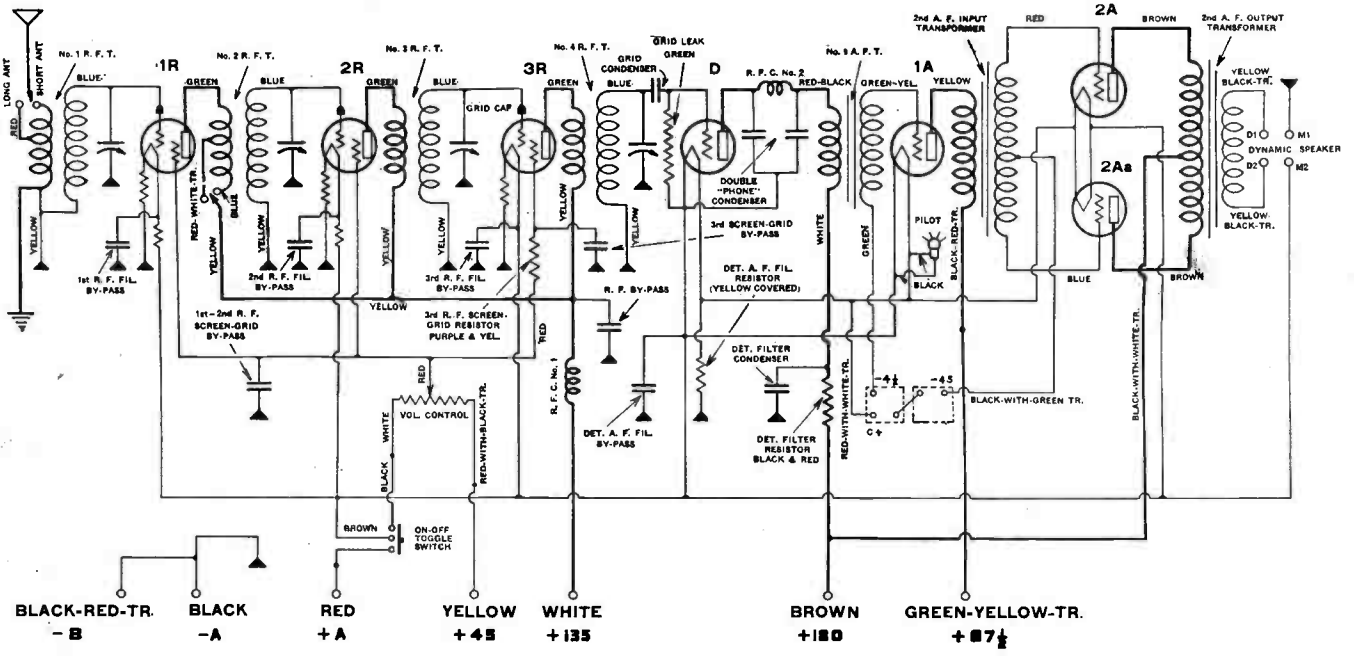 LONG ANT
SHORT ANT
RED
No. 1 R. F. T.
BLUE
YELLOW
1R
GREEN
No. 2 R. F. T.
BLUE
RED-WHITE-TR.
BLUE
YELLOW
YELLOW
1st R. F. FIL.
BY-PASS
2R
GREEN
No. 3 R. F. T.
BLUE
YELLOW
YELLOW
YELLOW
2nd R. F. FIL.
BY-PASS
1st-2nd R. F.
SCREEN-GRID
BY-PASS
GRID CAP
3R
GREEN
No. 4 R. F. T.
BLUE
YELLOW
YELLOW
3rd R. F. FIL.
BY-PASS
3rd R. F. SCREEN-
GRID RESISTOR
PURPLE & YEL.
RED
R. F. C. No. 1
R. F. BY-PASS
3rd SCREEN-GRID
BY-PASS
GRID
CONDENSER
GRID LEAK
GREEN
D
R. F. C. No. 2
RED-BLACK
DOUBLE
"PHONE"
CONDENSER
WHITE
DET. A. F. FIL.
RESISTOR
(YELLOW COVERED)
DET. FILTER
CONDENSER
DET. A. F. FIL.
BY-PASS
DET. FILTER
RESISTOR
BLACK & RED
No. 5 A. F. T.
GREEN-YEL.
GREEN
1A
YELLOW
PILOT
BLACK
BLACK-RED-TR.
RED-WITH-WHITE-TR.
-4½
-45
C+
BLACK-WITH-GREEN TR.
2nd A. F. INPUT
TRANSFORMER
RED
2A
BROWN
2Aa
BLUE
BROWN
BLACK-WITH-WHITE-TR.
2nd A. F. OUTPUT
TRANSFORMER
YELLOW
BLACK-TR.
D1
M1
DYNAMIC SPEAKER
D2
M2
YELLOW-
BLACK-TR.
RED
VOL. CONTROL
WHITE
BLACK
RED-WITH-BLACK-TR.
BROWN
ON-OFF
TOGGLE
SWITCH
BLACK-RED-TR. BLACK RED YELLOW WHITE BROWN GREEN-YELLOW-TR.
-B -A +A +45 +135 +180 +87½